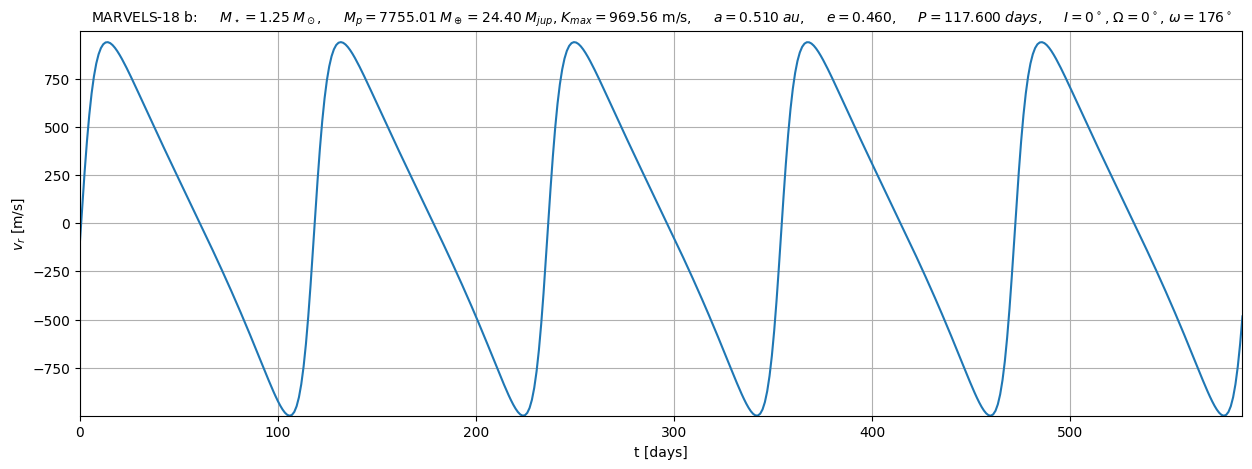 MARVELS-18 b: M⋆ = 1.25 M⊙, Mp = 7755.01 M⊕ = 24.40 Mjup, Kmax = 969.56 m/s, a = 0.510 au, e = 0.460, P = 117.600 days, I = 0°, Ω = 0°, ω = 176°
750
500
250
0
−250
−500
−750
vr [m/s]
0 100 200 300 400 500
t [days]